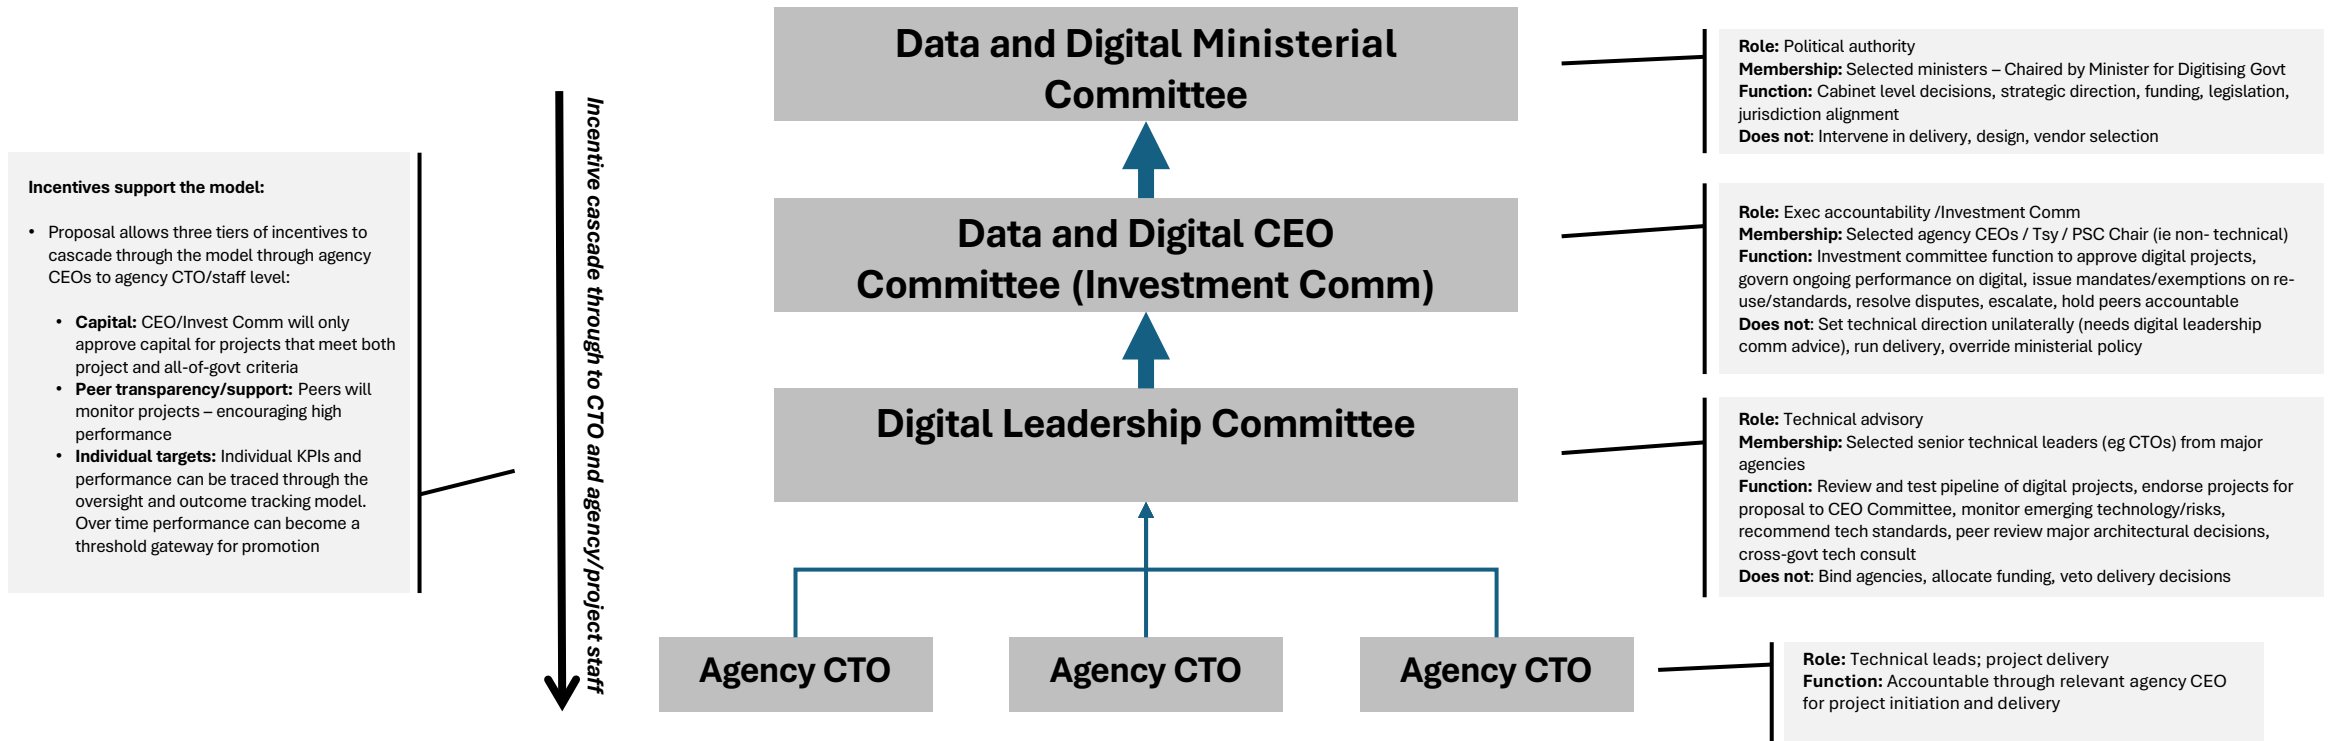 Data and Digital Ministerial
Committee
Role: Political authority
Membership: Selected ministers – Chaired by Minister for Digitising Govt
Function: Cabinet level decisions, strategic direction, funding, legislation,
jurisdiction alignment
Does not: Intervene in delivery, design, vendor selection
Incentives support the model:
• Proposal allows three tiers of incentives to
cascade through the model through agency
CEOs to agency CTO/staff level:
• Capital: CEO/Invest Comm will only
approve capital for projects that meet both
project and all-of-govt criteria
• Peer transparency/support: Peers will
monitor projects – encouraging high
performance
• Individual targets: Individual KPIs and
performance can be traced through the
oversight and outcome tracking model.
Over time performance can become a
threshold gateway for promotion
Incentive cascade through to CTO and agency/project staff
Data and Digital CEO
Committee (Investment Comm)
Role: Exec accountability /Investment Comm
Membership: Selected agency CEOs / Tsy / PSC Chair (ie non- technical)
Function: Investment committee function to approve digital projects,
govern ongoing performance on digital, issue mandates/exemptions on re-
use/standards, resolve disputes, escalate, hold peers accountable
Does not: Set technical direction unilaterally (needs digital leadership
comm advice), run delivery, override ministerial policy
Digital Leadership Committee
Role: Technical advisory
Membership: Selected senior technical leaders (eg CTOs) from major
agencies
Function: Review and test pipeline of digital projects, endorse projects for
proposal to CEO Committee, monitor emerging technology/risks,
recommend tech standards, peer review major architectural decisions,
cross-govt tech consult
Does not: Bind agencies, allocate funding, veto delivery decisions
Agency CTO
Agency CTO
Agency CTO
Role: Technical leads; project delivery
Function: Accountable through relevant agency CEO
for project initiation and delivery